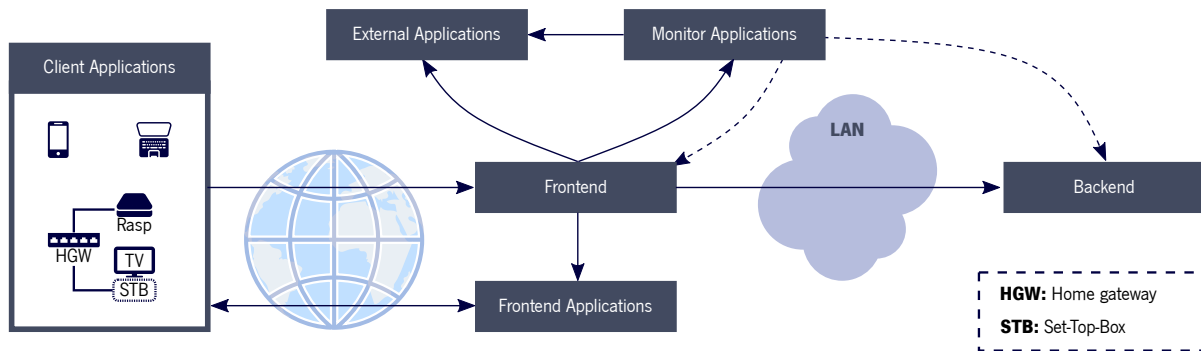 External Applications
Monitor Applications
Client Applications
LAN
Frontend
Backend
Rasp
HGW
TV
STB
Frontend Applications
HGW: Home gateway
STB: Set-Top-Box